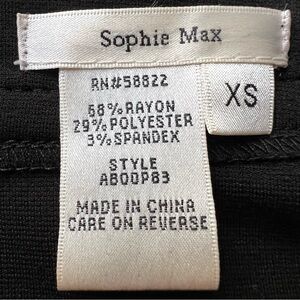 Sophie Max
XS
RN#58822
68%RAYON
29%POLYESTER
3%SPANDEX
STYLE
AB00P83
MADE IN CHINA
CARE ON REVERSE